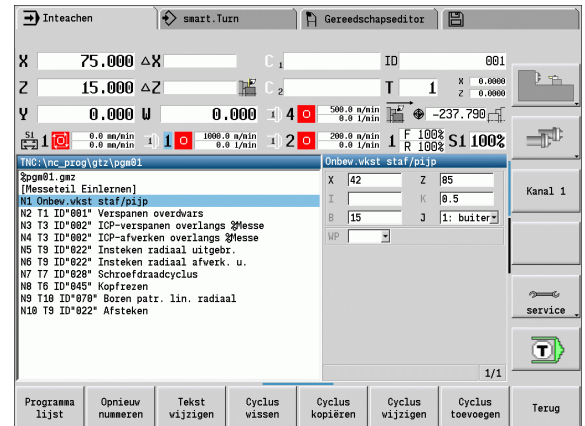 Inteachen smart.Turn Gereedschapseditor
X 75.000 ΔX C 1 ID 001
Z 15.000 ΔZ C 2 T 1 X 0.0000
Z 0.0000
Y 0.000 U 0.000 4 500.0 m/min
0.0 1/min -237.790
S1 1 0.0 mm/min
0.0 mm/min 1 1000.0 m/min
0.0 1/min 2 200.0 m/min
0.0 1/min 1 F 100%
R 100% S1 100%
TNC:\nc_prog\gtz\pgm01
%pgm01.gmz
[Messeteil Einlernen]
N1 Onbew.wkst staf/pijp
N2 T1 ID"001" Verspanen overdwars
N3 T3 ID"002" ICP-verspanen overlangs %Messe
N4 T3 ID"002" ICP-afwerken overlangs %Messe
N5 T9 ID"022" Insteken radiaal uitgebr.
N6 T9 ID"022" Insteken radiaal afwerk. u.
N7 T7 ID"028" Schroefdraadcyclus
N8 T6 ID"045" Kopfrezen
N9 T10 ID"070" Boren patr. lin. radiaal
N10 T9 ID"022" Afsteken
Onbew.wkst staf/pijp
X 42 Z 85
I K 0.5
B 15 J 1: buiten
WP
1/1
Kanal 1
service
T
Programma lijst
Opnieuw nummeren
Tekst wijzigen
Cyclus wissen
Cyclus kopiëren
Cyclus wijzigen
Cyclus toevoegen
Terug